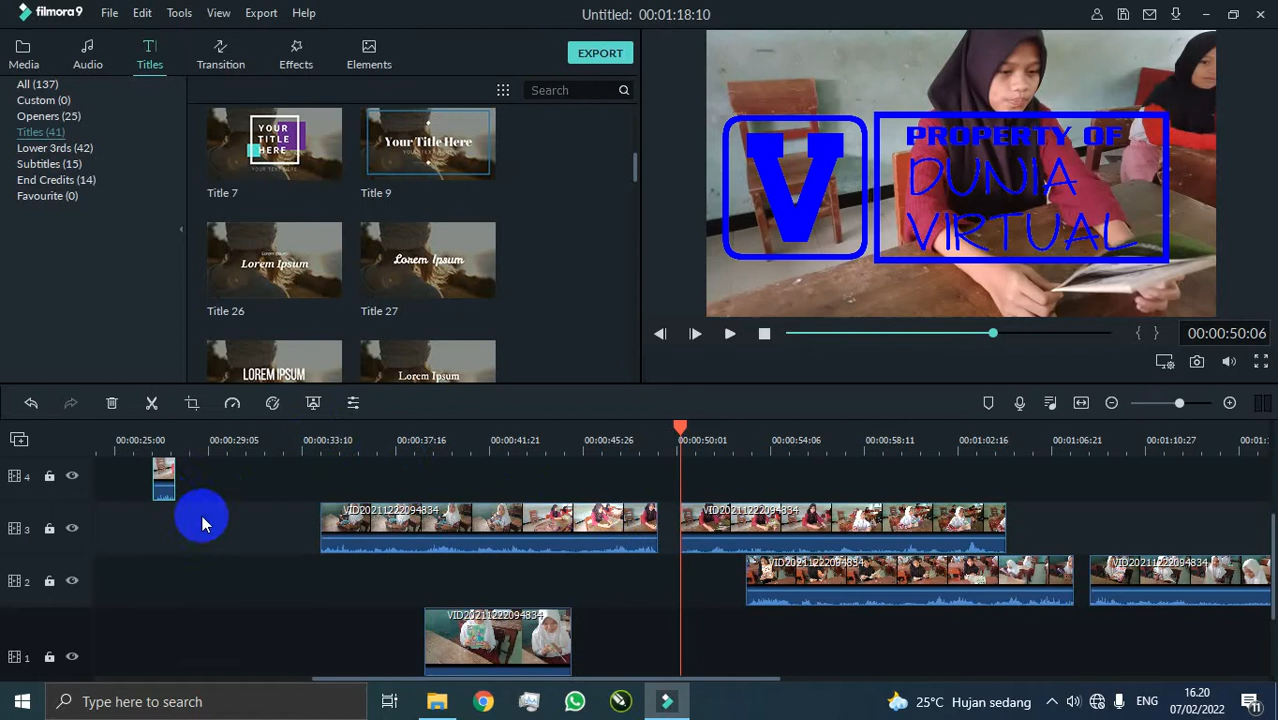 filmora9 File Edit Tools View Export Help Untitled: 00:01:18:10
Media Audio Titles Transition Effects Elements EXPORT
All (137)
Custom (0)
Openers (25)
Titles (41)
Lower 3rds (42)
Subtitles (15)
End Credits (14)
Favourite (0)
Search
YOUR
TITLE
HERE
Your Title Here
Title 7 Title 9
Lorem Ipsum Lorem Ipsum
Title 26 Title 27
LOREM IPSUM Lorem Ipsum
V
PROPERTY OF
DUNIA
VIRTUAL
00:00:50:06
00:00:25:00 00:00:29:05 00:00:33:10 00:00:37:16 00:00:41:21 00:00:45:26 00:00:50:01 00:00:54:06 00:00:58:11 00:01:02:16 00:01:06:21 00:01:10:27 00:01:
4
3 VID20211222094834 VID20211222094834
2 VID20211222094834 VID20211222094834
1 VID20211222094834
Type here to search
25°C Hujan sedang ENG
16.20
07/02/2022
11